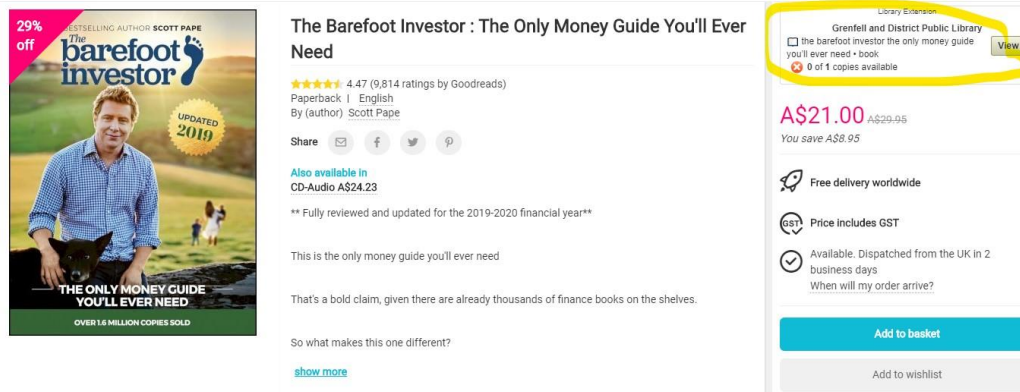 29%
off
BESTSELLING AUTHOR SCOTT PAPE
The
barefoot
investor
UPDATED
2019
THE ONLY MONEY GUIDE
YOU'LL EVER NEED
OVER 1.6 MILLION COPIES SOLD
The Barefoot Investor : The Only Money Guide You'll Ever
Need
4.47 (9,814 ratings by Goodreads)
Paperback | English
By (author) Scott Pape
Share
Also available in
CD-Audio A$24.23
** Fully reviewed and updated for the 2019-2020 financial year**
This is the only money guide you'll ever need
That's a bold claim, given there are already thousands of finance books on the shelves.
So what makes this one different?
show more
Library Extension
Grenfell and District Public Library
the barefoot investor the only money guide
you'll ever need • book
View
0 of 1 copies available
A$21.00 A$29.95
You save A$8.95
Free delivery worldwide
GST Price includes GST
Available. Dispatched from the UK in 2
business days
When will my order arrive?
Add to basket
Add to wishlist